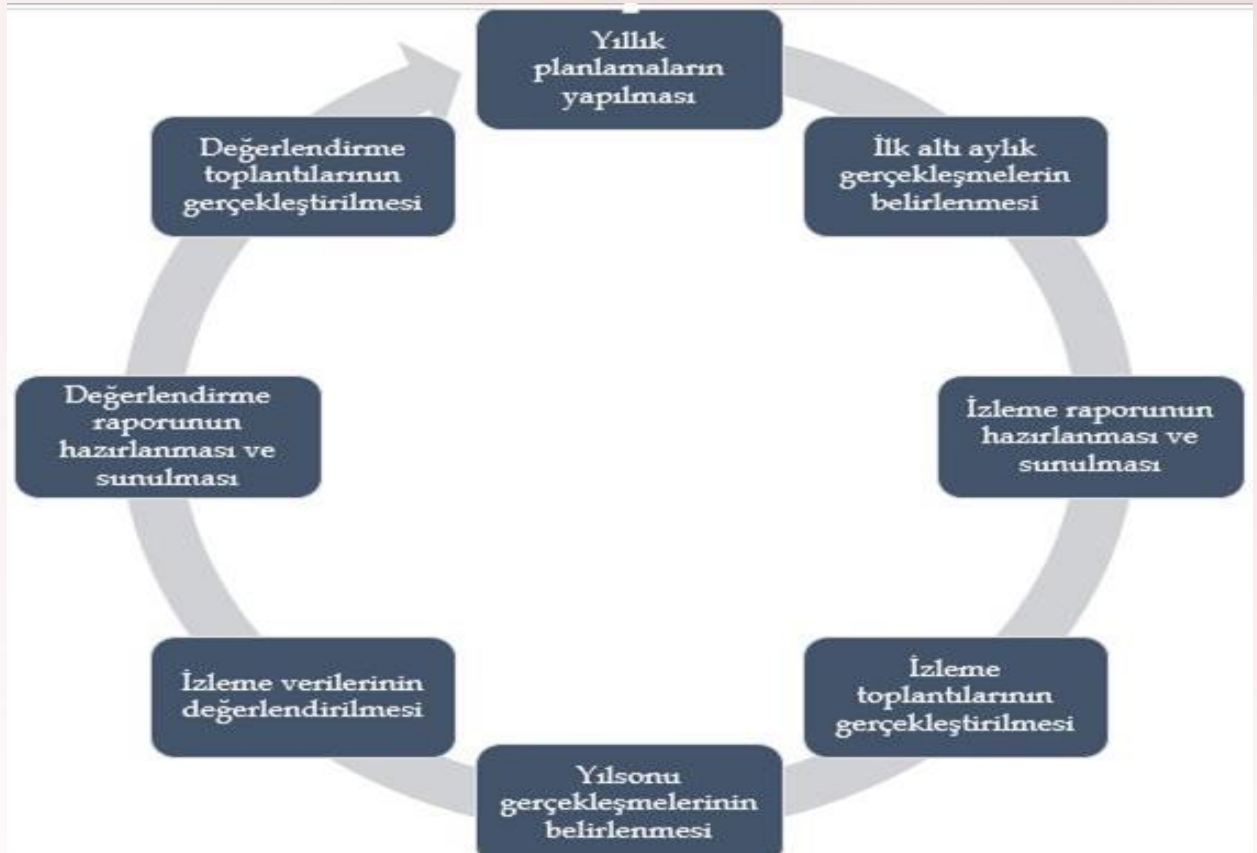 Yıllık
planlamaların
yapılması
İlk altı aylık
gerçekleşmelerin
belirlenmesi
İzleme raporunun
hazırlanması ve
sunulması
İzleme
toplantılarının
gerçekleştirilmesi
Yılsonu
gerçekleşmelerinin
belirlenmesi
İzleme verilerinin
değerlendirilmesi
Değerlendirme
raporunun
hazırlanması ve
sunulması
Değerlendirme
toplantılarının
gerçekleştirilmesi